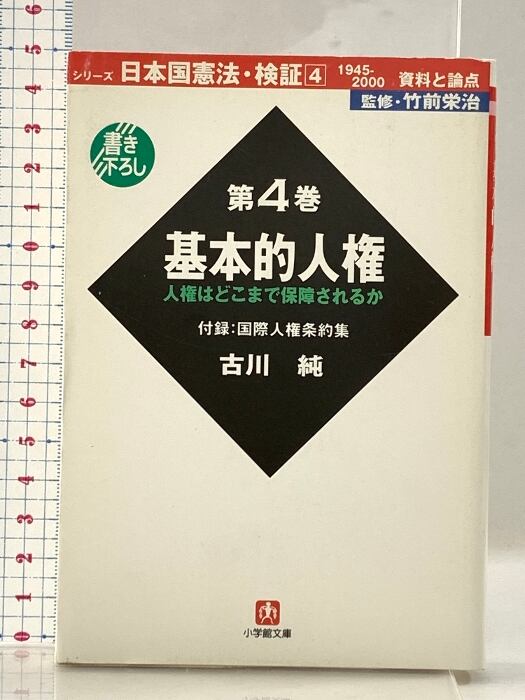 シリーズ 日本国憲法・検証 4 1945-2000 資料と論点
監修・竹前栄治
書き
下ろし
第4巻
基本的人権
人権はどこまで保障されるか
付録:国際人権条約集
古川 純
小学館文庫